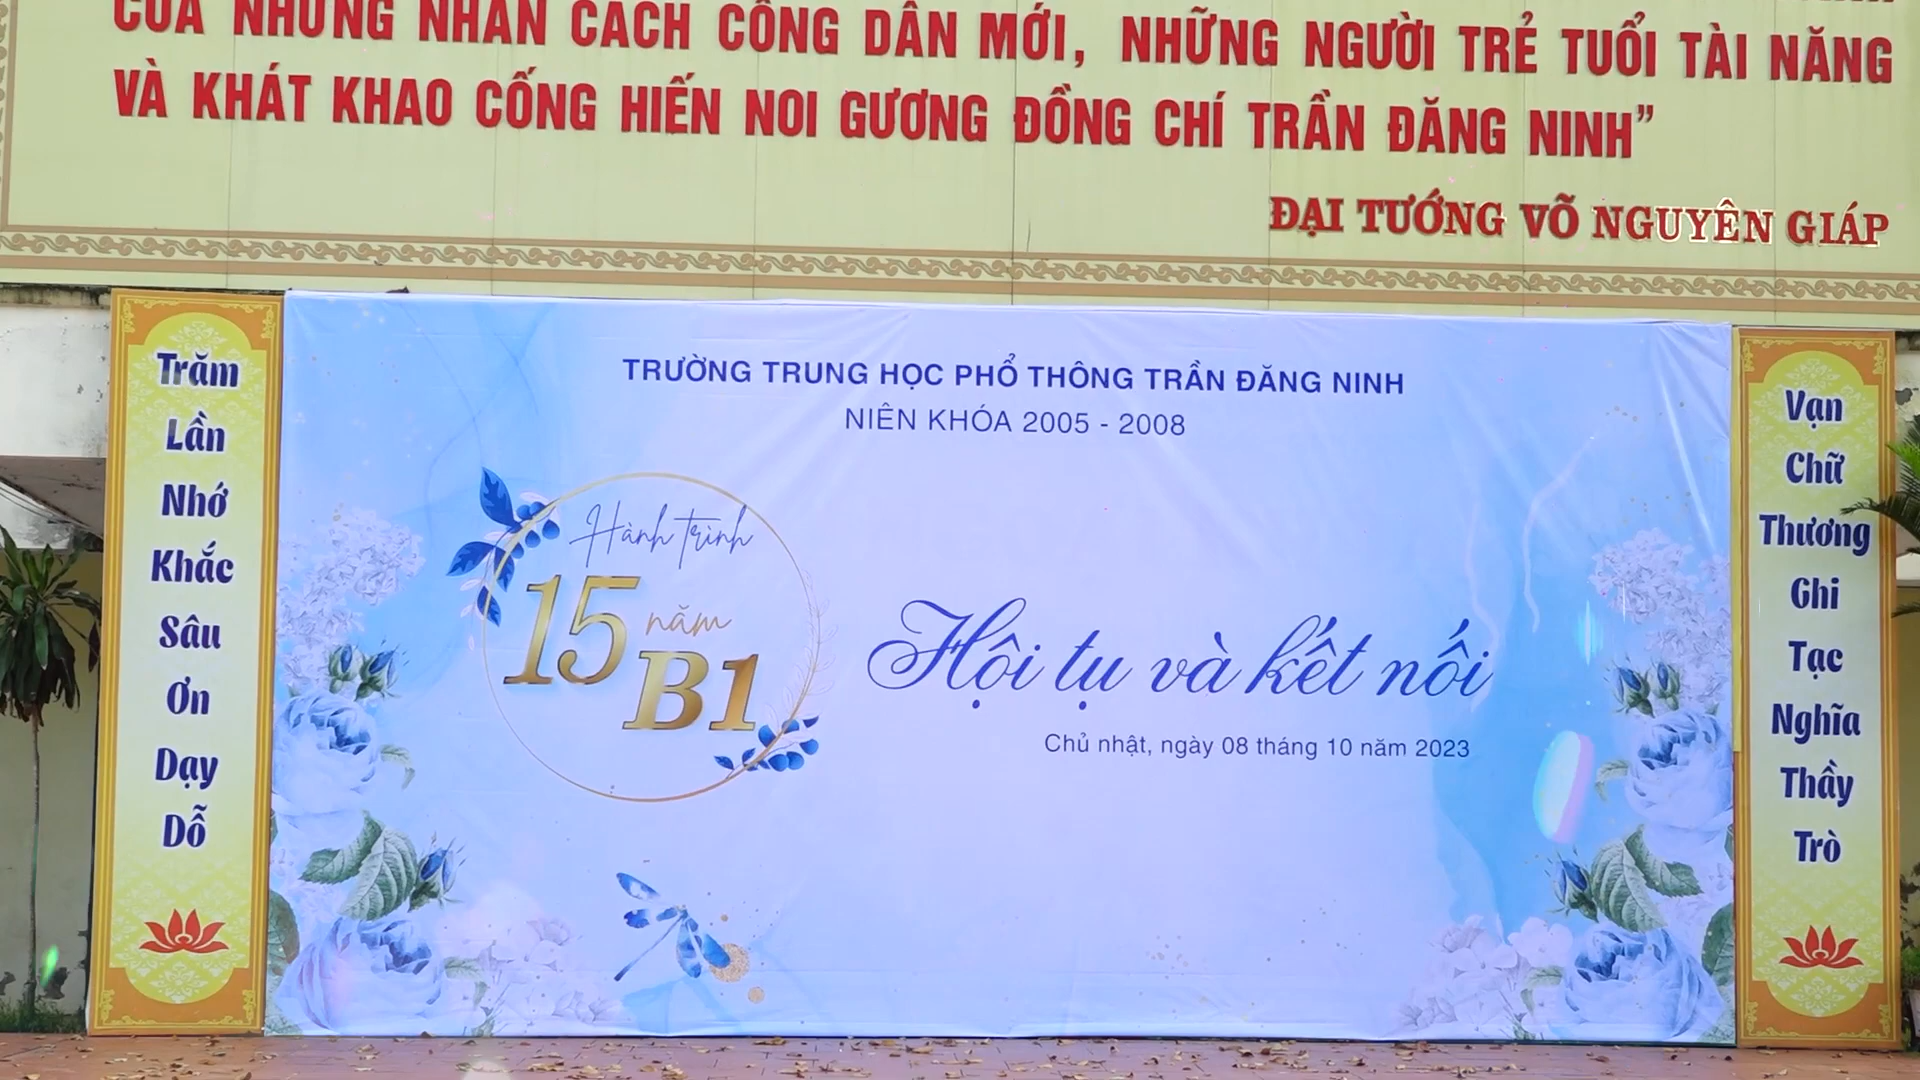 CỦA NHỮNG NHÂN CÁCH CÔNG DÂN MỚI, NHỮNG NGƯỜI TRẺ TUỔI TÀI NĂNG
VÀ KHÁT KHAO CỐNG HIẾN NOI GƯƠNG ĐỒNG CHÍ TRẦN ĐĂNG NINH”
ĐẠI TƯỚNG VÕ NGUYÊN GIÁP
Trăm
Lần
Nhớ
Khắc
Sâu
Ơn
Dạy
Dỗ
TRƯỜNG TRUNG HỌC PHỔ THÔNG TRẦN ĐĂNG NINH
NIÊN KHÓA 2005 - 2008
Hành trình
15 năm
B1
Hội tụ và kết nối
Chủ nhật, ngày 08 tháng 10 năm 2023
Vạn
Chữ
Thương
Ghi
Tạc
Nghĩa
Thầy
Trò